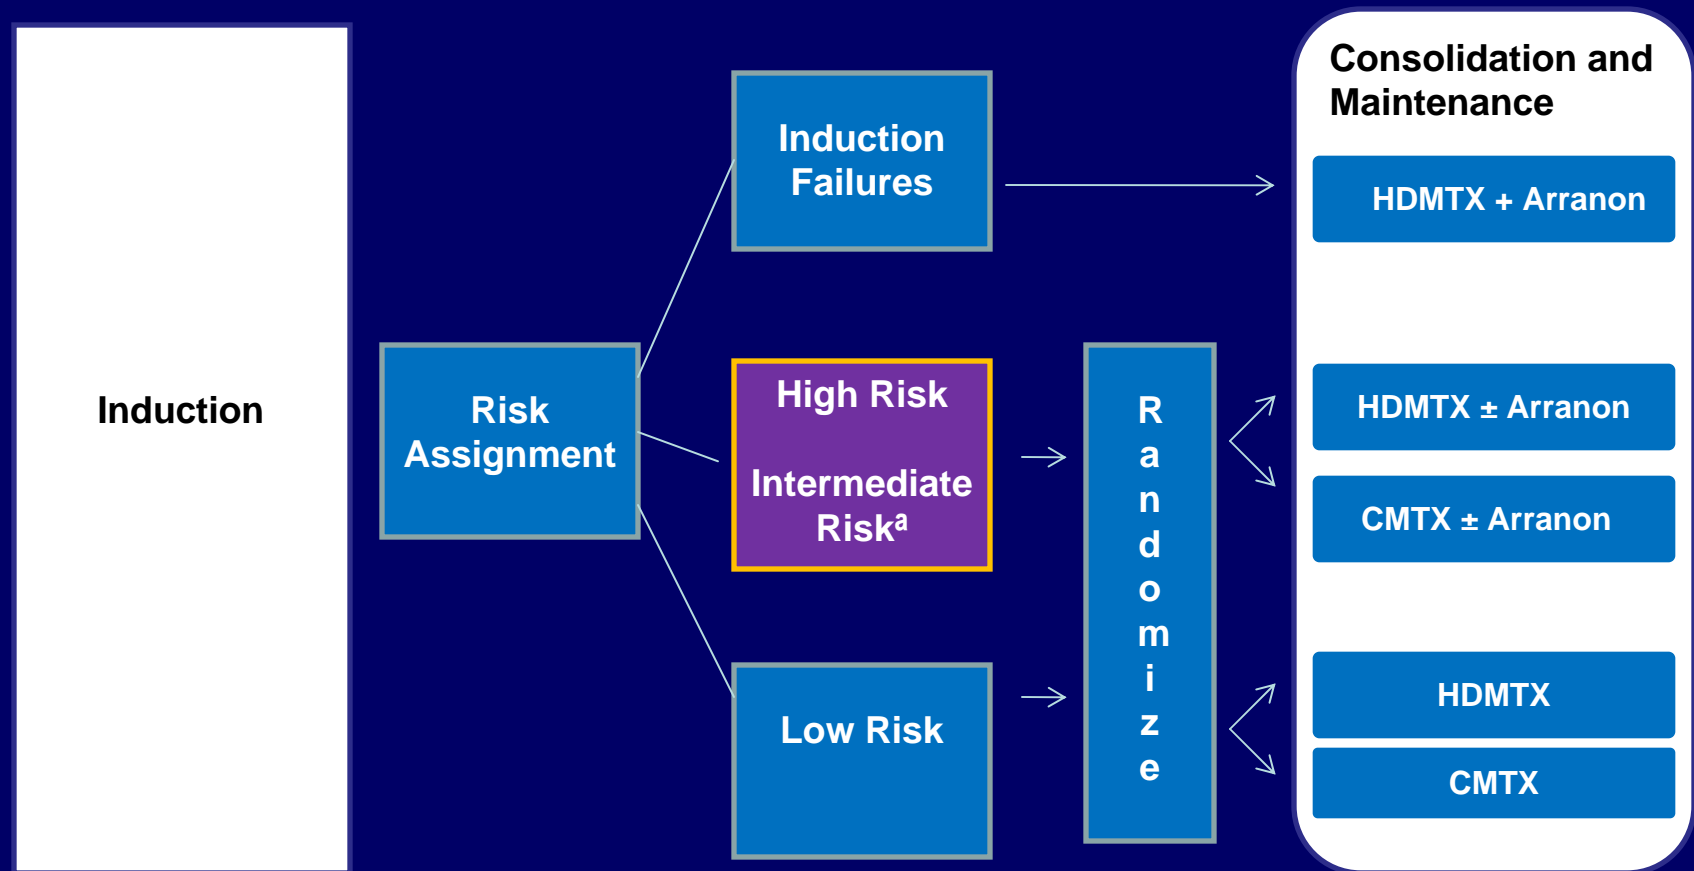 Induction
Risk
Assignment
Induction
Failures
High Risk
Intermediate
Riskᵃ
Low Risk
R
a
n
d
o
m
i
z
e
Consolidation and
Maintenance
HDMTX + Arranon
HDMTX ± Arranon
CMTX ± Arranon
HDMTX
CMTX